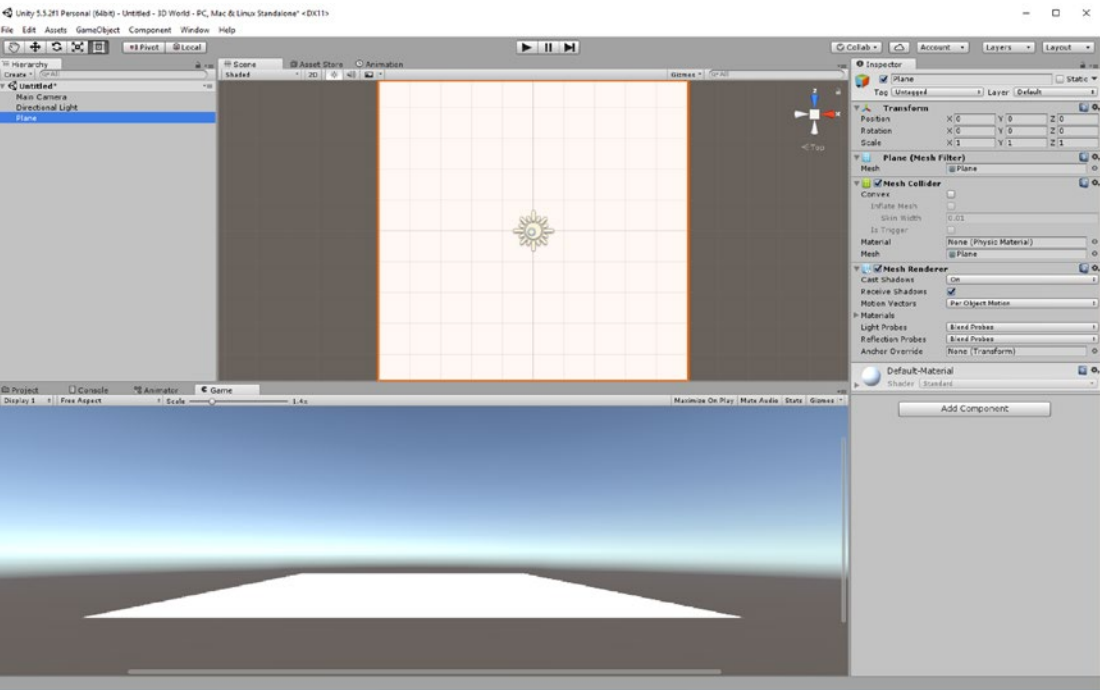 Unity 5.5.2f1 Personal (64bit) - Untitled - 3D World - PC, Mac & Linux Standalone* <DX11>
File Edit Assets GameObject Component Window Help
Pivot Local Collab Account Layers Layout
Hierarchy
Create All
Untitled*
Main Camera
Directional Light
Plane
Scene Asset Store Animation
Shaded 2D Gizmos All
z
x
Top
Inspector
Plane Static
Tag Untagged Layer Default
Transform
Position X 0 Y 0 Z 0
Rotation X 0 Y 0 Z 0
Scale X 1 Y 1 Z 1
Plane (Mesh Filter)
Mesh Plane
Mesh Collider
Convex
Inflate Mesh
Skin Width 0.01
Is Trigger
Material None (Physic Material)
Mesh Plane
Mesh Renderer
Cast Shadows On
Receive Shadows
Motion Vectors Per Object Motion
Materials
Light Probes Blend Probes
Reflection Probes Blend Probes
Anchor Override None (Transform)
Default-Material
Shader Standard
Add Component
Project Console Animator Game
Display 1 Free Aspect Scale 1.4x Maximize On Play Mute Audio Stats Gizmos